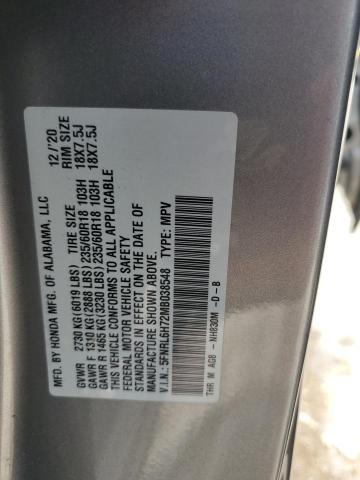 MFD. BY HONDA MFG. OF ALABAMA, LLC 12/'20
GVWR 2730 KG(6019 LBS) TIRE SIZE RIM SIZE
GAWR F 1310 KG(2888 LBS)235/60R18 103H 18X7.5J
GAWR R 1465 KG(3230 LBS)235/60R18 103H 18X7.5J
THIS VEHICLE CONFORMS TO ALL APPLICABLE
FEDERAL MOTOR VEHICLE SAFETY
STANDARDS IN EFFECT ON THE DATE OF
MANUFACTURE SHOWN ABOVE.
V.I.N.: 5FNRL6H72MB038548 TYPE: MPV
THR M AG8 - NH830M -D-B